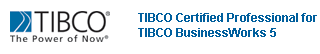 TIBCO®
The Power of Now®
TIBCO Certified Professional for
TIBCO BusinessWorks 5